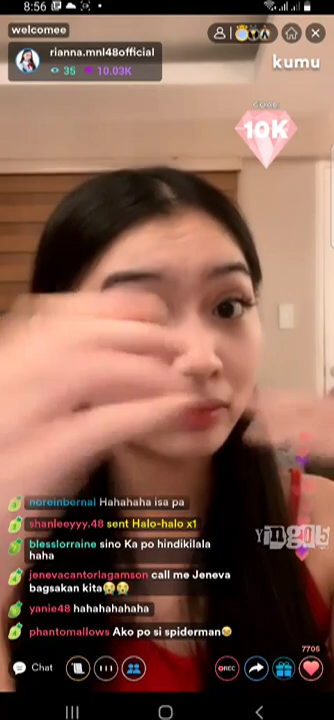 8:56
welcomee
rianna.mnl48official
35 10.03K
kumu
GOAL
10K
noreinbernal Hahahaha isa pa
shanleeyyy.48 sent Halo-halo x1
blesslorraine sino Ka po hindikilala
haha
jenevacantorlagamson call me Jeneva
bagsakan kita😭😭
yanie48 hahahahahaha
phantomallows Ako po si spiderman
7705
Chat
REC